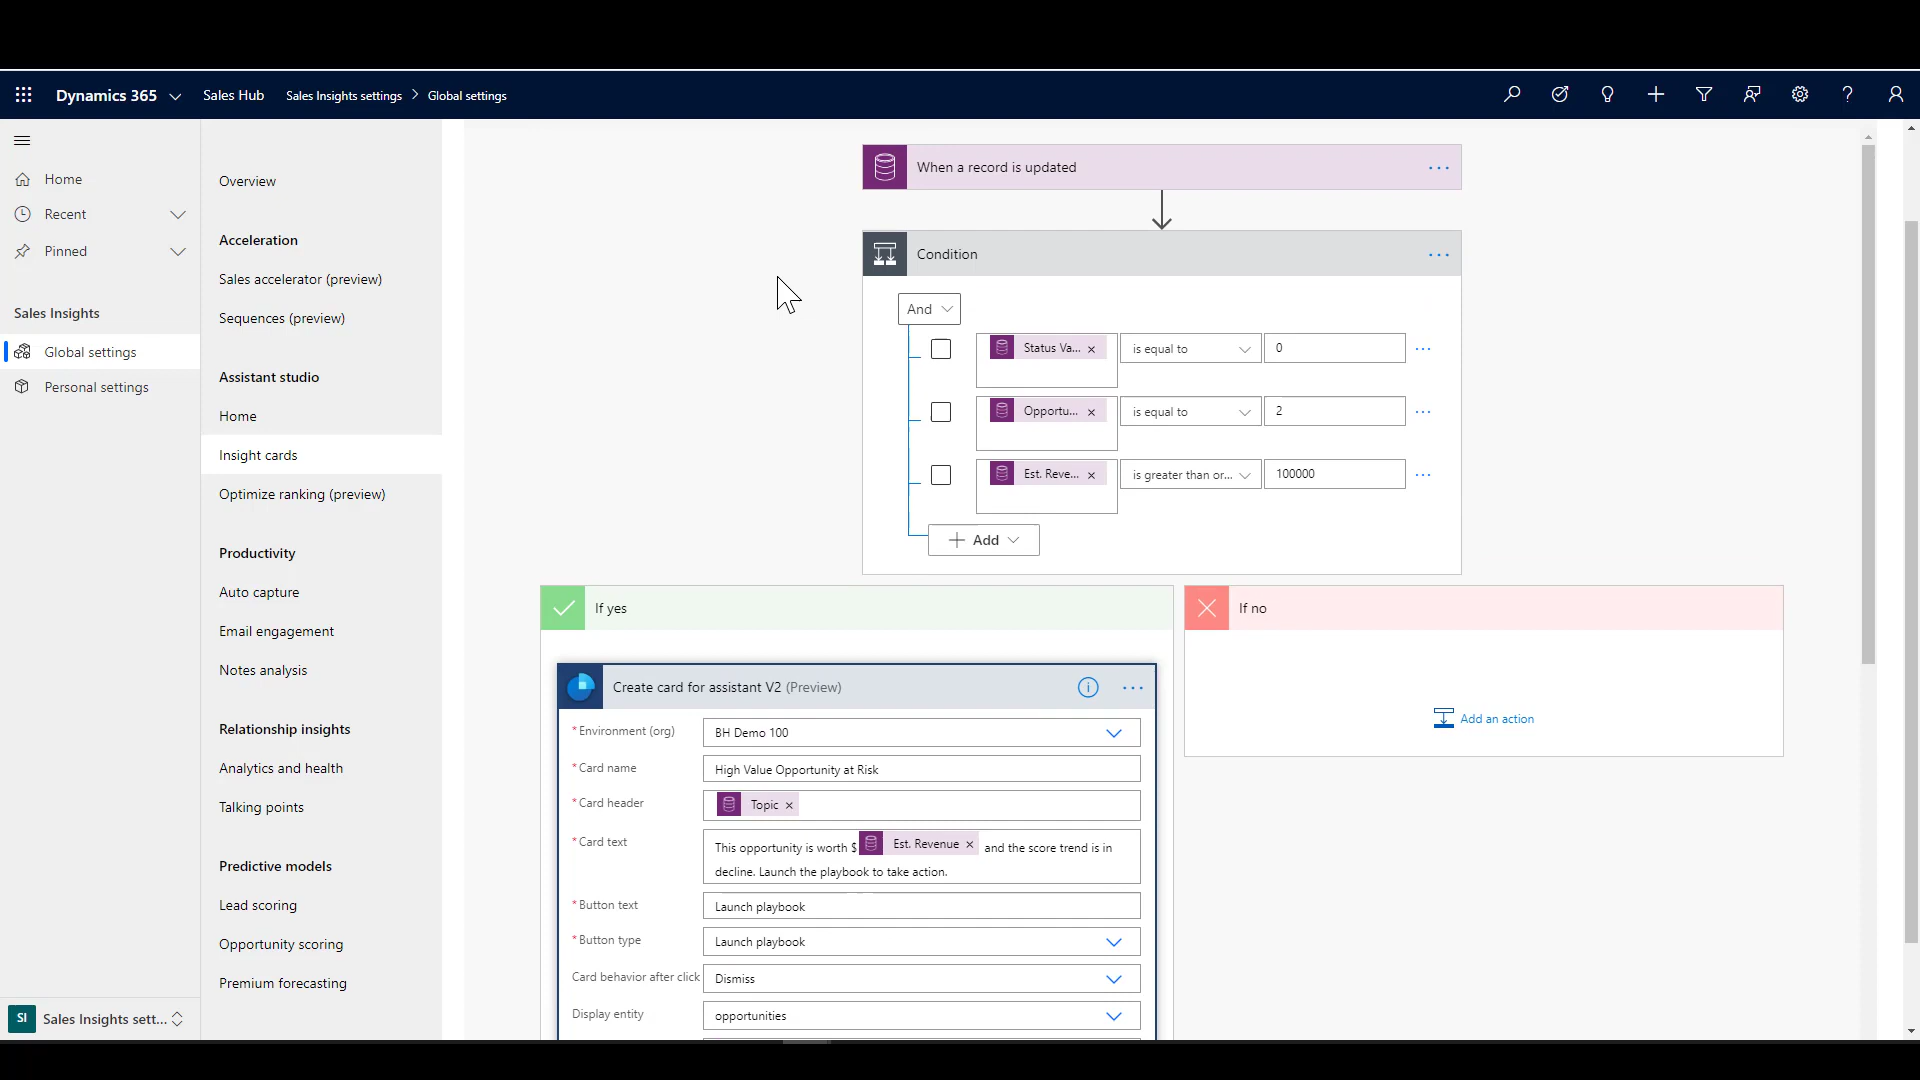 Dynamics 365 Sales Hub Sales Insights settings > Global settings
Home
Recent
Pinned
Sales Insights
Global settings
Personal settings
SI Sales Insights sett...
Overview
Acceleration
Sales accelerator (preview)
Sequences (preview)
Assistant studio
Home
Insight cards
Optimize ranking (preview)
Productivity
Auto capture
Email engagement
Notes analysis
Relationship insights
Analytics and health
Talking points
Predictive models
Lead scoring
Opportunity scoring
Premium forecasting
When a record is updated
Condition
And
Status Va... is equal to 0
Opportu... is equal to 2
Est. Reve... is greater than or... 100000
Add
If yes
Create card for assistant V2 (Preview)
* Environment (org) BH Demo 100
* Card name High Value Opportunity at Risk
* Card header Topic
* Card text This opportunity is worth $ Est. Revenue and the score trend is in
decline. Launch the playbook to take action.
* Button text Launch playbook
* Button type Launch playbook
Card behavior after click Dismiss
Display entity opportunities
If no
Add an action